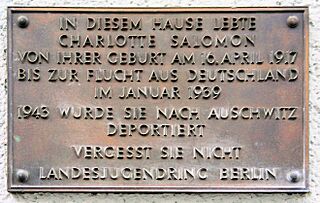 IN DIESEM HAUSE LEBTE
CHARLOTTE SALOMON
VON IHRER GEBURT AM 16. APRIL 1917
BIS ZUR FLUCHT AUS DEUTSCHLAND
IM JANUAR 1939
1943 WURDE SIE NACH AUSCHWITZ
DEPORTIERT
VERGESST SIE NICHT
LANDESJUGENDRING BERLIN